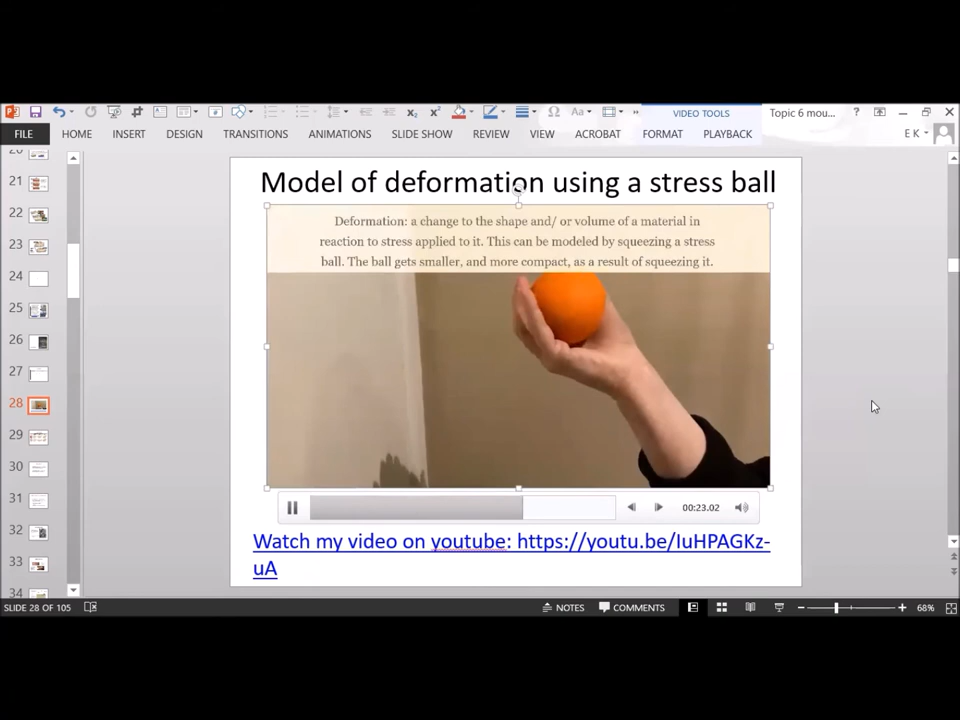 VIDEO TOOLS
Topic 6 mou...
FILE
HOME
INSERT
DESIGN
TRANSITIONS
ANIMATIONS
SLIDE SHOW
REVIEW
VIEW
ACROBAT
FORMAT
PLAYBACK
E K
21
22
23
24
25
26
27
28
29
30
31
32
33
34
Model of deformation using a stress ball
Deformation: a change to the shape and/ or volume of a material in
reaction to stress applied to it. This can be modeled by squeezing a stress
ball. The ball gets smaller, and more compact, as a result of squeezing it.
00:23.02
Watch my video on youtube: https://youtu.be/IuHPAGKz-
uA
SLIDE 28 OF 105
NOTES
COMMENTS
68%